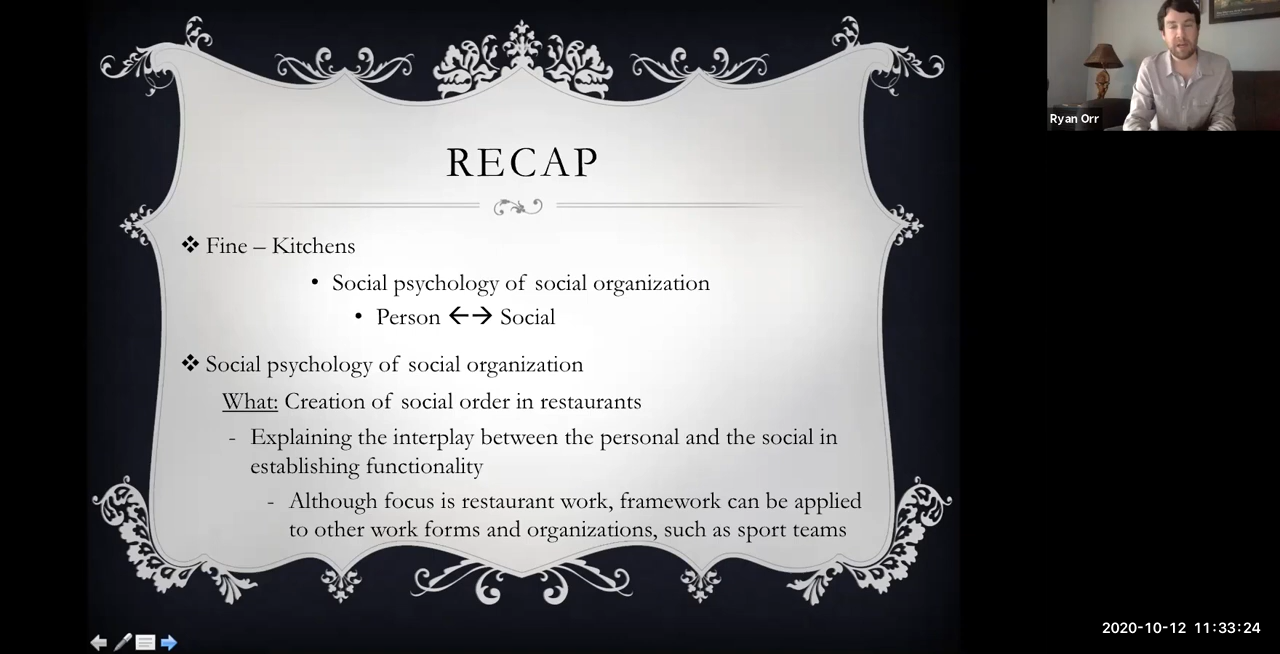 RECAP
❖ Fine – Kitchens
• Social psychology of social organization
• Person ←→ Social
❖ Social psychology of social organization
What: Creation of social order in restaurants
- Explaining the interplay between the personal and the social in
establishing functionality
- Although focus is restaurant work, framework can be applied
to other work forms and organizations, such as sport teams
Ryan Orr
2020-10-12 11:33:24